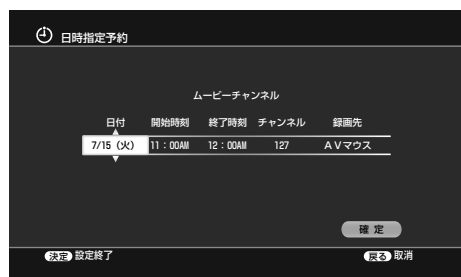 日時指定予約
ムービーチャンネル
日付 開始時刻 終了時刻 チャンネル 録画先
7/15（火） 11：00AM 12：00AM 127 AVマウス
確 定
決定 設定終了 戻る 取消